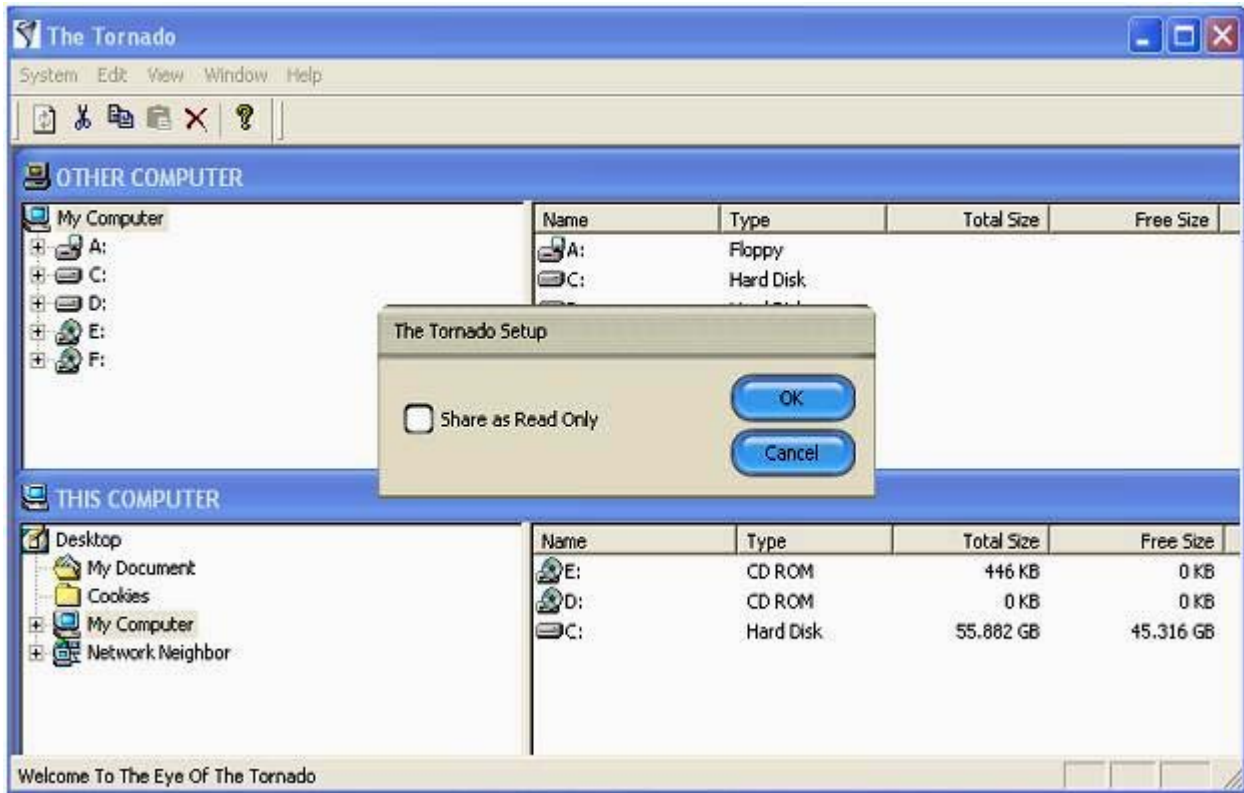 The Tornado
System Edit View Window Help
OTHER COMPUTER
My Computer
A:
C:
D:
E:
F:
Name Type Total Size Free Size
A: Floppy
C: Hard Disk
The Tornado Setup
Share as Read Only
OK
Cancel
THIS COMPUTER
Desktop
My Document
Cookies
My Computer
Network Neighbor
Name Type Total Size Free Size
E: CD ROM 446 KB 0 KB
D: CD ROM 0 KB 0 KB
C: Hard Disk 55.882 GB 45.316 GB
Welcome To The Eye Of The Tornado